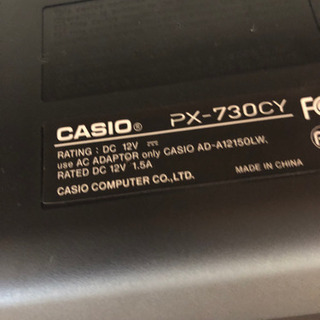 CASIO® PX-730CY
RATING : DC 12V ⎓
use AC ADAPTOR only CASIO AD-A12150LW,
RATED DC 12V 1.5A
MADE IN CHINA
CASIO COMPUTER CO.,LTD.